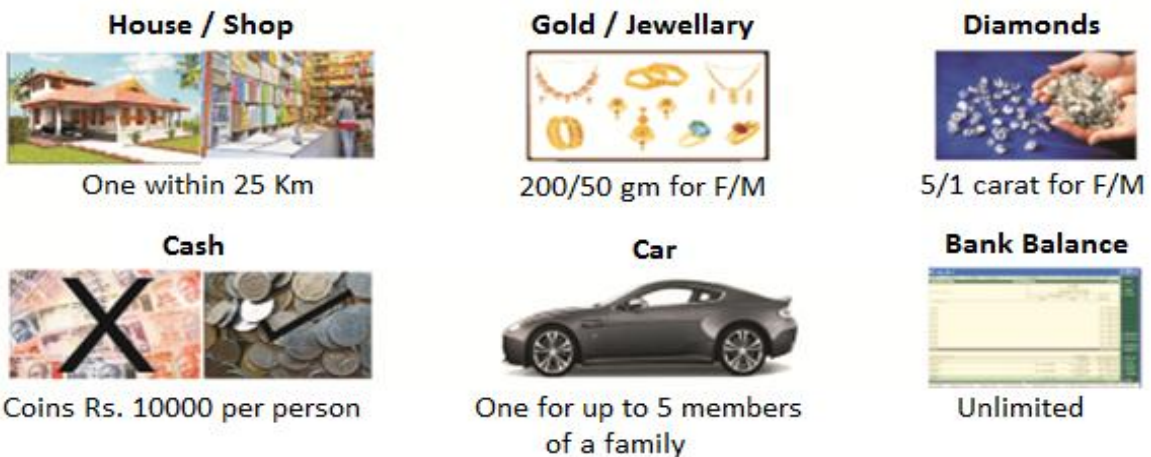 House / Shop
Gold / Jewellary
Diamonds
One within 25 Km
200/50 gm for F/M
5/1 carat for F/M
Cash
Car
Bank Balance
Coins Rs. 10000 per person
One for up to 5 members
of a family
Unlimited